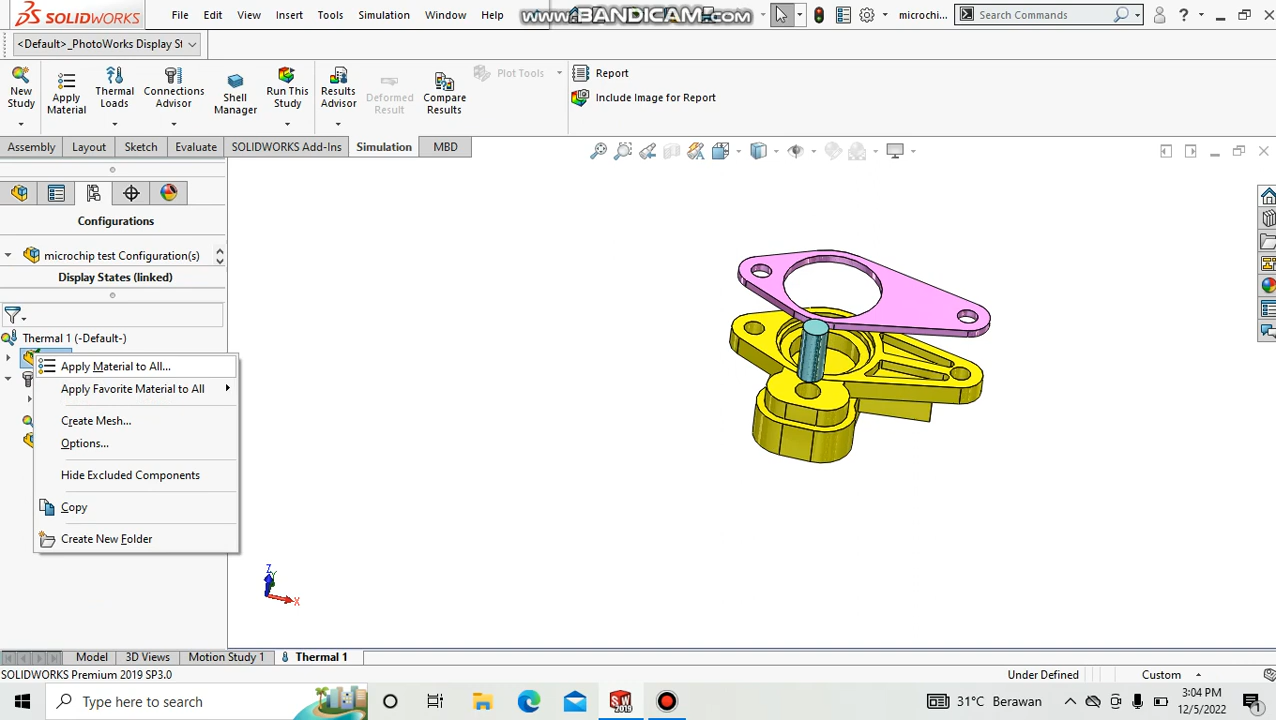 SOLIDWORKS
File
Edit
View
Insert
Tools
Simulation
Window
Help
www.BANDICAM.com
microchi...
Search Commands
?
<Default>_PhotoWorks Display St
New Study
Apply Material
Thermal Loads
Connections Advisor
Shell Manager
Run This Study
Results Advisor
Deformed Result
Compare Results
Plot Tools
Report
Include Image for Report
Assembly
Layout
Sketch
Evaluate
SOLIDWORKS Add-Ins
Simulation
MBD
Configurations
microchip test Configuration(s)
Display States (linked)
Thermal 1 (-Default-)
Apply Material to All...
Apply Favorite Material to All
Create Mesh...
Options...
Hide Excluded Components
Copy
Create New Folder
Z
Y
X
Model
3D Views
Motion Study 1
Thermal 1
SOLIDWORKS Premium 2019 SP3.0
Under Defined
Custom
Type here to search
SW
2019
31°C Berawan
3:04 PM
12/5/2022
1